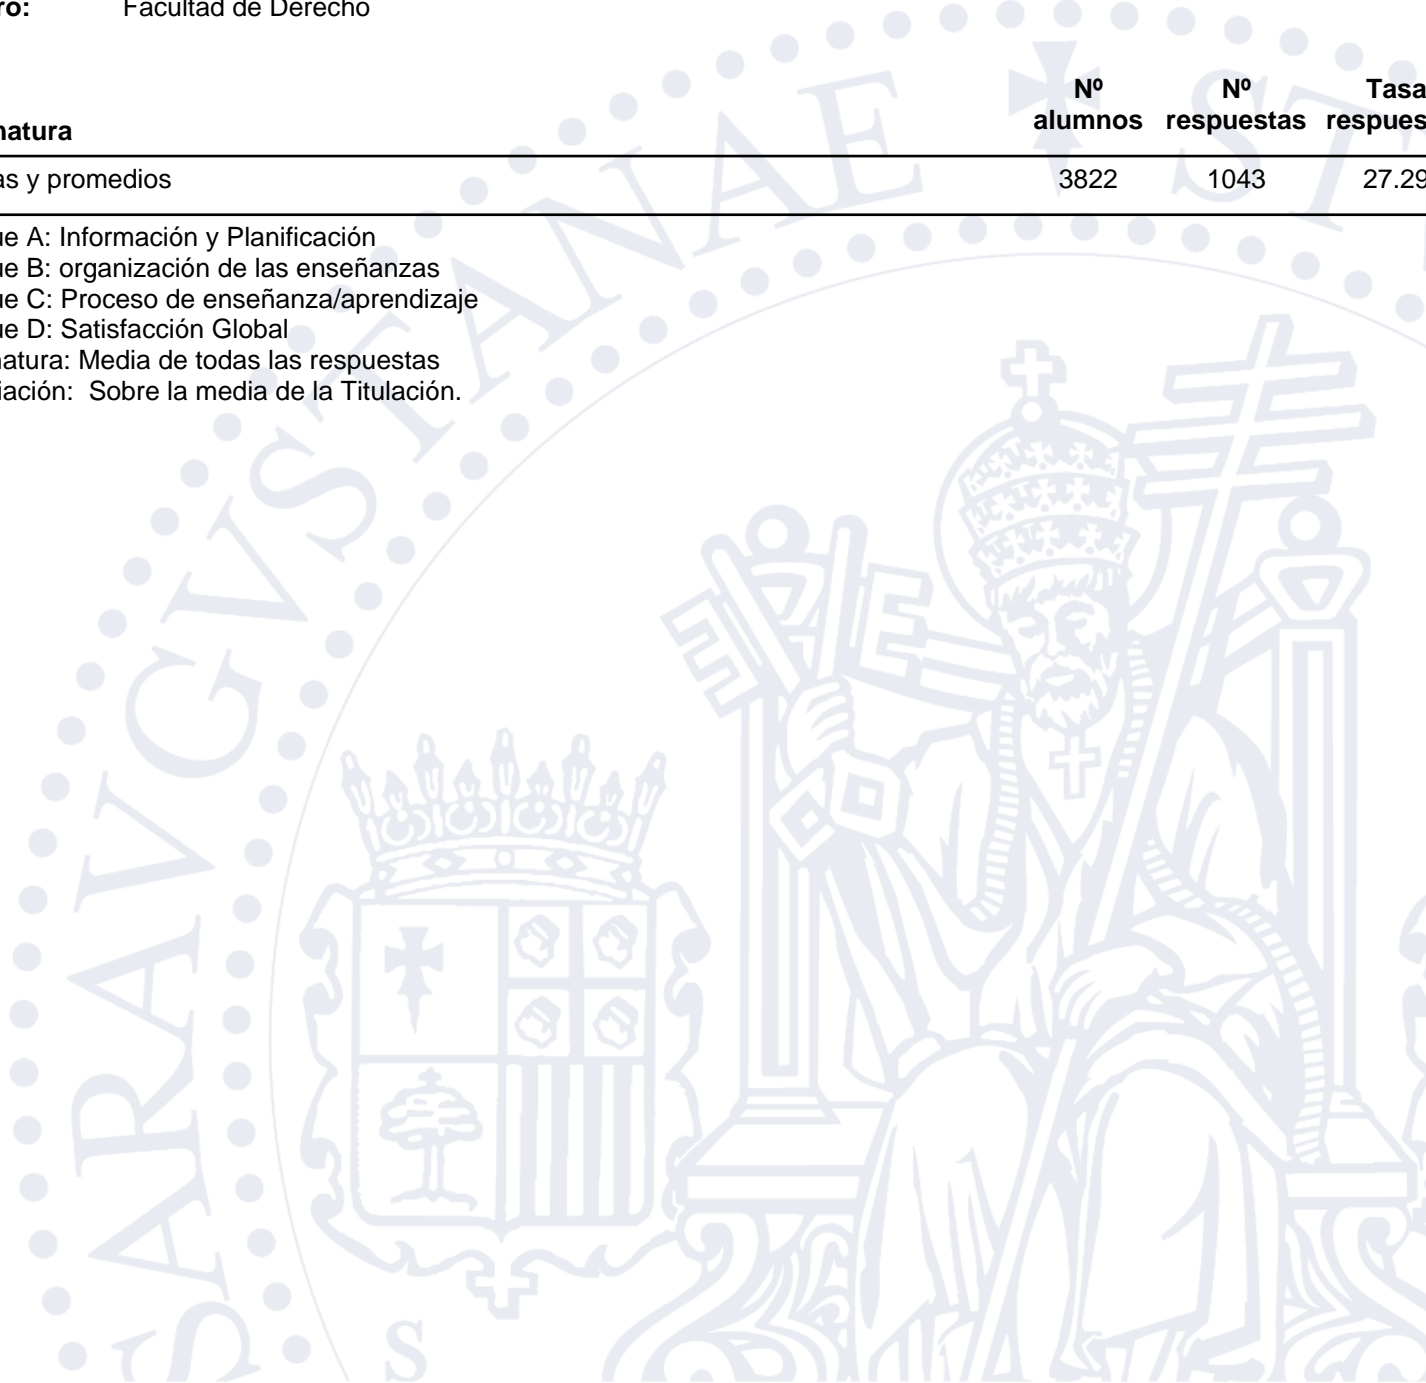 ro: Facultad de Derecho
Nº Nº Tasa
alumnos respuestas respues
natura
as y promedios 3822 1043 27.29
ue A: Información y Planificación
ue B: organización de las enseñanzas
ue C: Proceso de enseñanza/aprendizaje
ue D: Satisfacción Global
natura: Media de todas las respuestas
iación: Sobre la media de la Titulación.
SARAVGVSTANAE ST
S